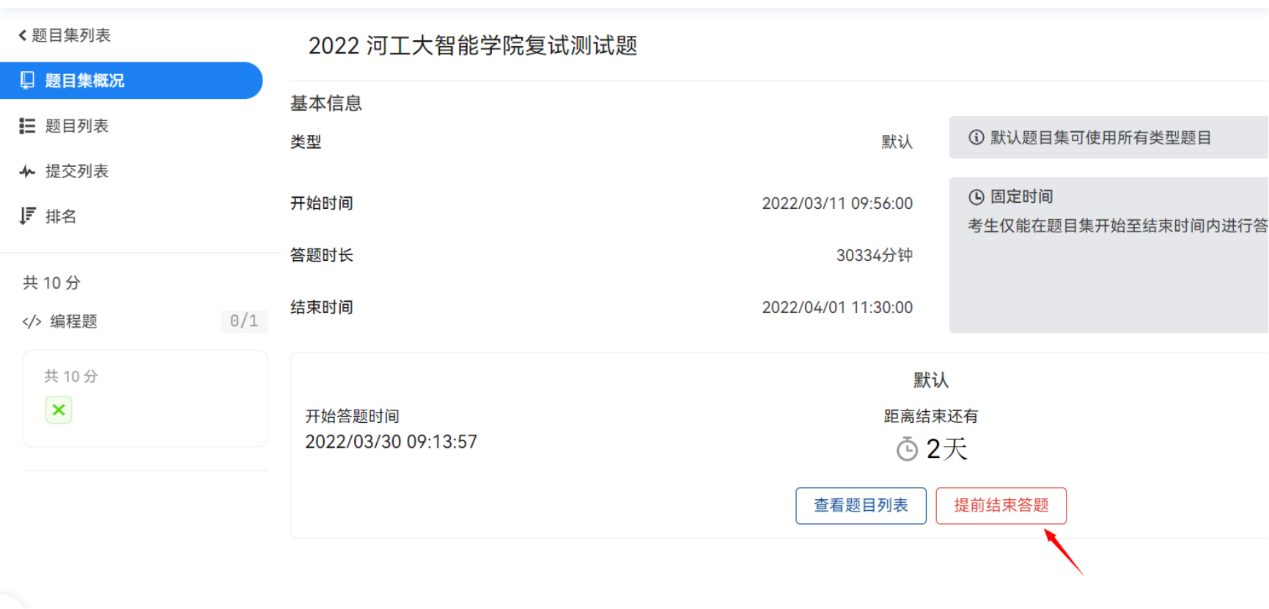 题目集列表
题目集概况
题目列表
提交列表
排名
共 10 分
编程题
0/1
共 10 分
2022 河工大智能学院复试测试题
基本信息
类型
默认
默认题目集可使用所有类型题目
开始时间
2022/03/11 09:56:00
固定时间
考生仅能在题目集开始至结束时间内进行答
答题时长
30334分钟
结束时间
2022/04/01 11:30:00
默认
开始答题时间
2022/03/30 09:13:57
距离结束还有
2天
查看题目列表
提前结束答题